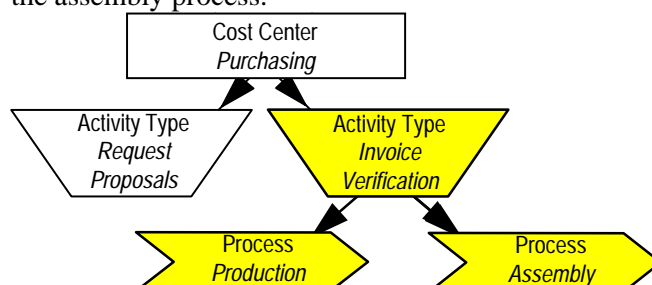 the assembly process.
Cost Center
Purchasing
Activity Type
Request
Proposals
Activity Type
Invoice
Verification
Process
Production
Process
Assembly